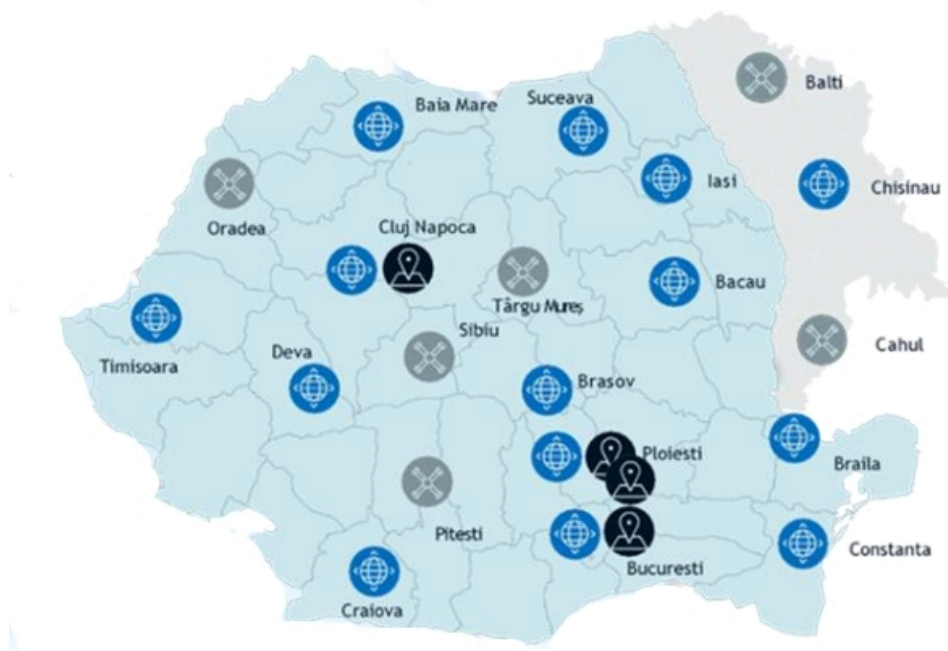 Balti
Baia Mare
Suceava
Iasi
Chisinau
Oradea
Cluj Napoca
Bacau
Târgu Mureș
Sibiu
Cahul
Timisoara
Deva
Brasov
Ploiesti
Braila
Pitesti
Constanta
Bucuresti
Craiova